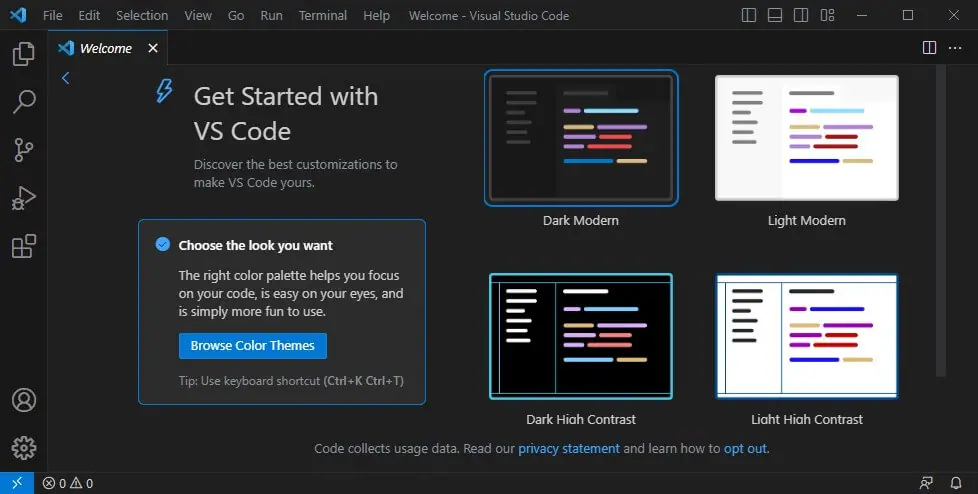 File Edit Selection View Go Run Terminal Help Welcome - Visual Studio Code
Welcome
Get Started with
VS Code
Discover the best customizations to
make VS Code yours.
Choose the look you want
The right color palette helps you focus
on your code, is easy on your eyes, and
is simply more fun to use.
Browse Color Themes
Tip: Use keyboard shortcut (Ctrl+K Ctrl+T)
Dark Modern
Light Modern
Dark High Contrast
Light High Contrast
Code collects usage data. Read our privacy statement and learn how to opt out.
0 0